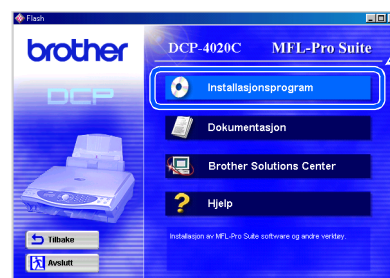 Flash
brother
DCP-4020C MFL-Pro Suite
DCP
Installasjonsprogram
Dokumentasjon
Brother Solutions Center
Hjelp
Installasjon av MFL-Pro Suite software og andre verktøy.
Tilbake
Avslutt